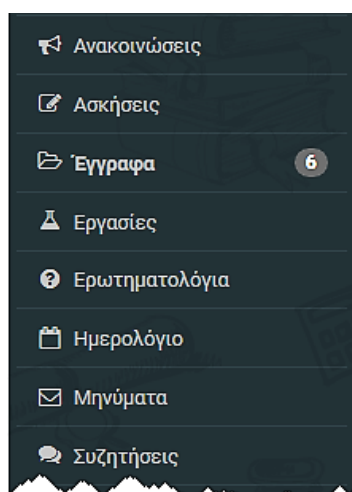 Ανακοινώσεις
Ασκήσεις
Έγγραφα 6
Εργασίες
Ερωτηματολόγια
Ημερολόγιο
Μηνύματα
Συζητήσεις